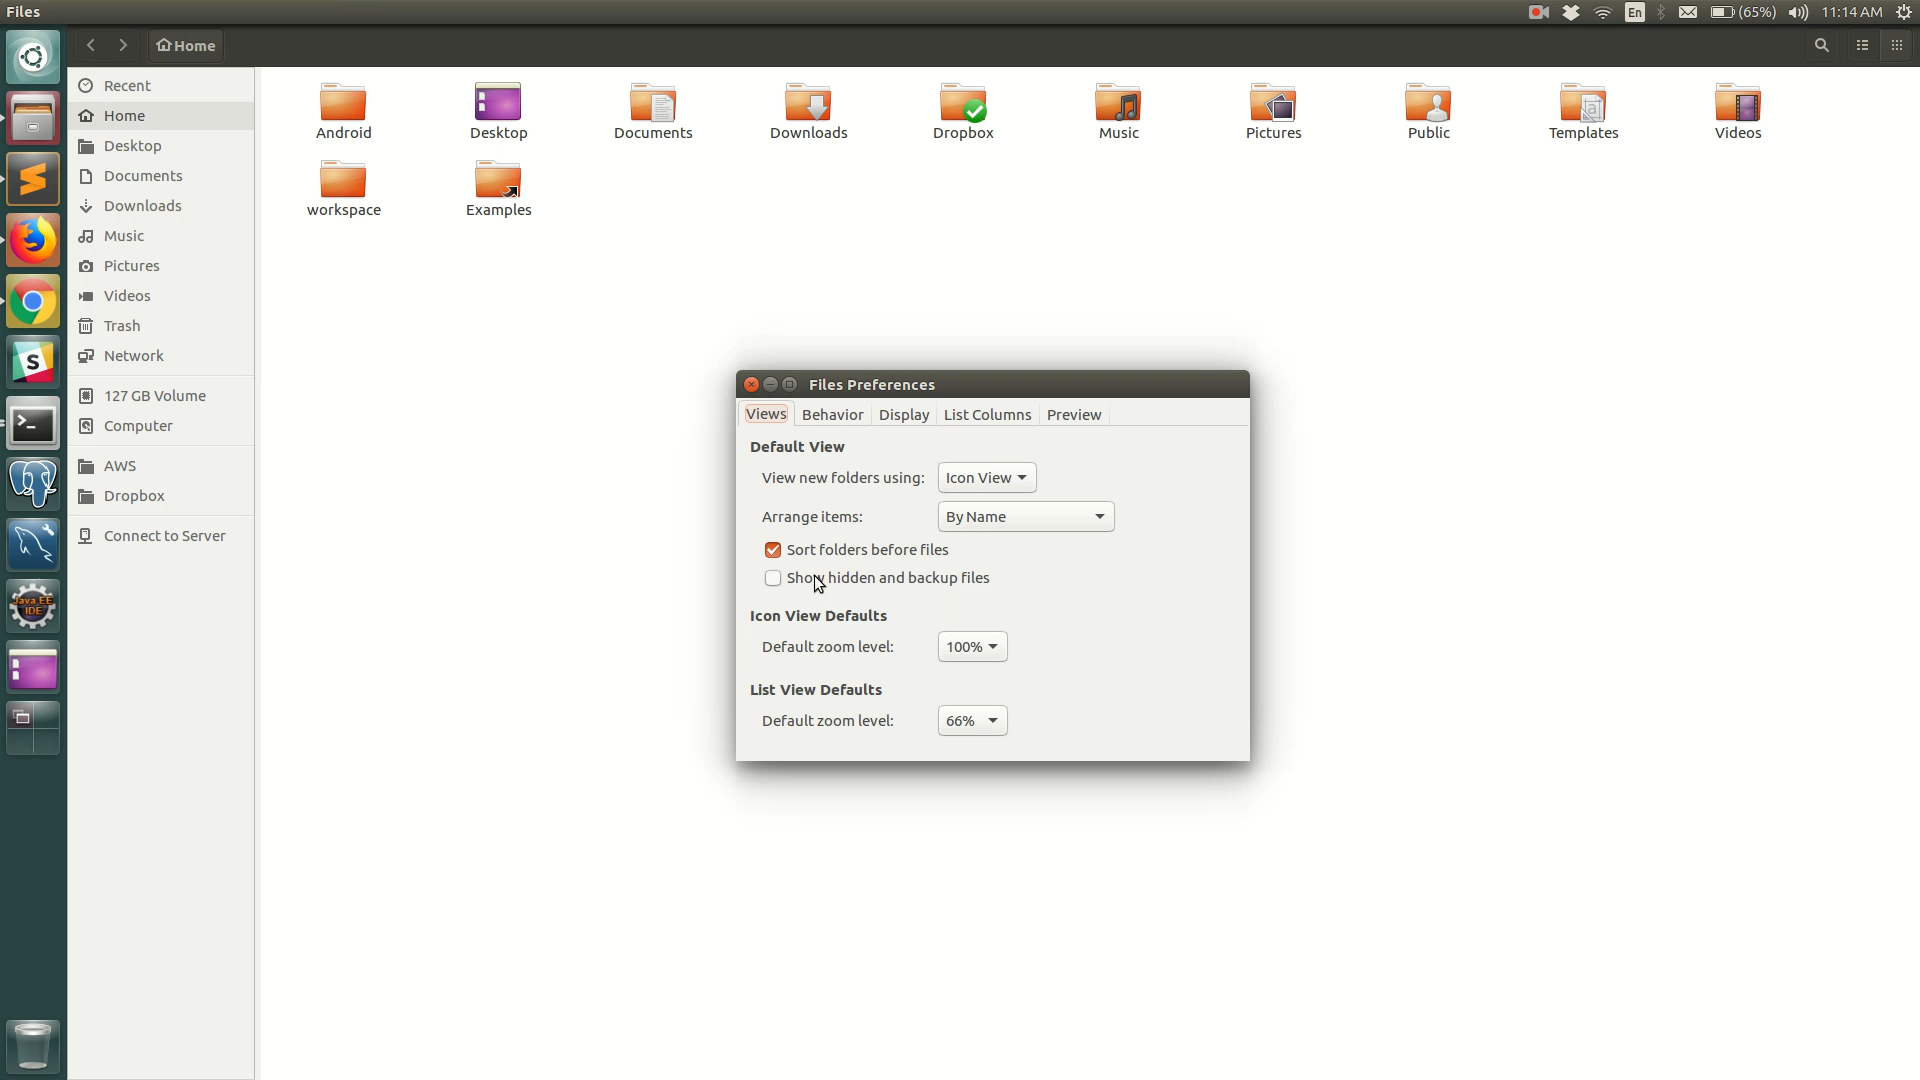 Files
En
(65%)
11:14 AM
Home
Recent
Home
Desktop
Documents
Downloads
Music
Pictures
Videos
Trash
Network
127 GB Volume
Computer
AWS
Dropbox
Connect to Server
Android
Desktop
Documents
Downloads
Dropbox
Music
Pictures
Public
Templates
Videos
workspace
Examples
Files Preferences
Views Behavior Display List Columns Preview
Default View
View new folders using: Icon View
Arrange items: By Name
Sort folders before files
Show hidden and backup files
Icon View Defaults
Default zoom level: 100%
List View Defaults
Default zoom level: 66%
S
>_
Java EE
IDE
a